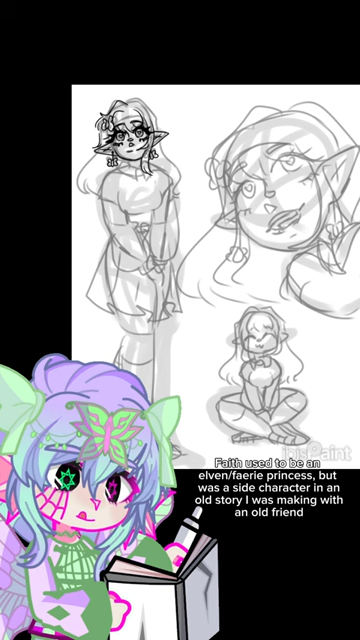 ibisPaint
Faith used to be an
elven/faerie princess, but
was a side character in an
old story I was making with
an old friend